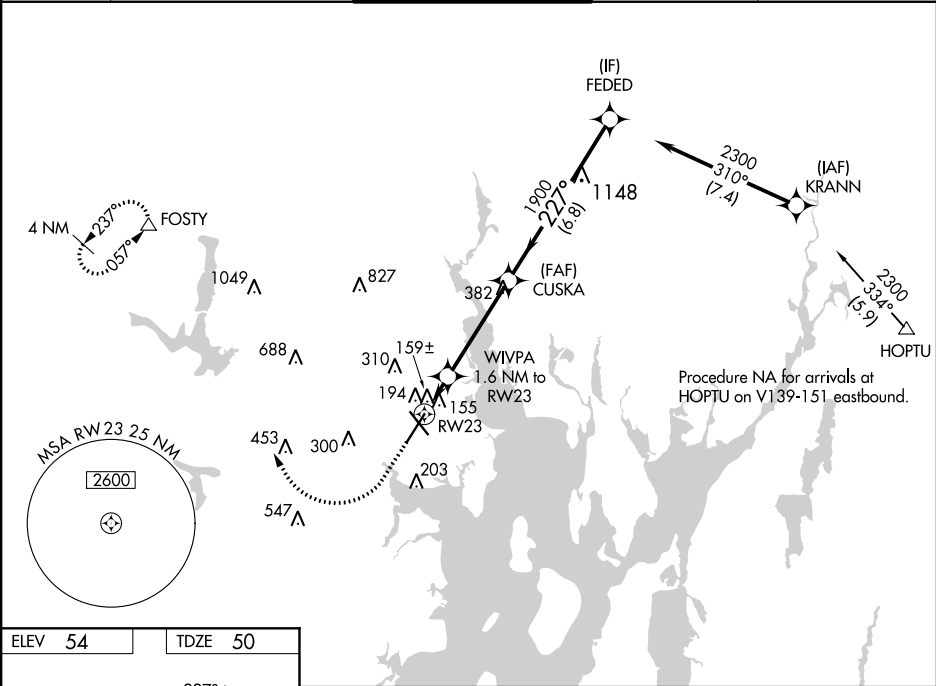 (IF)
FEDED
2300
310°
(7.4)
(IAF)
KRANN
1148
1900
227°
(6.8)
4 NM
237°
057°
FOSTY
1049
827
382
(FAF)
CUSKA
2300
334°
(5.9)
HOPTU
688
310
159±
WIVPA
1.6 NM to
RW23
Procedure NA for arrivals at
HOPTU on V139-151 eastbound.
194
155
RW23
453
300
203
547
MSA RW23 25 NM
2600
ELEV 54
TDZE 50